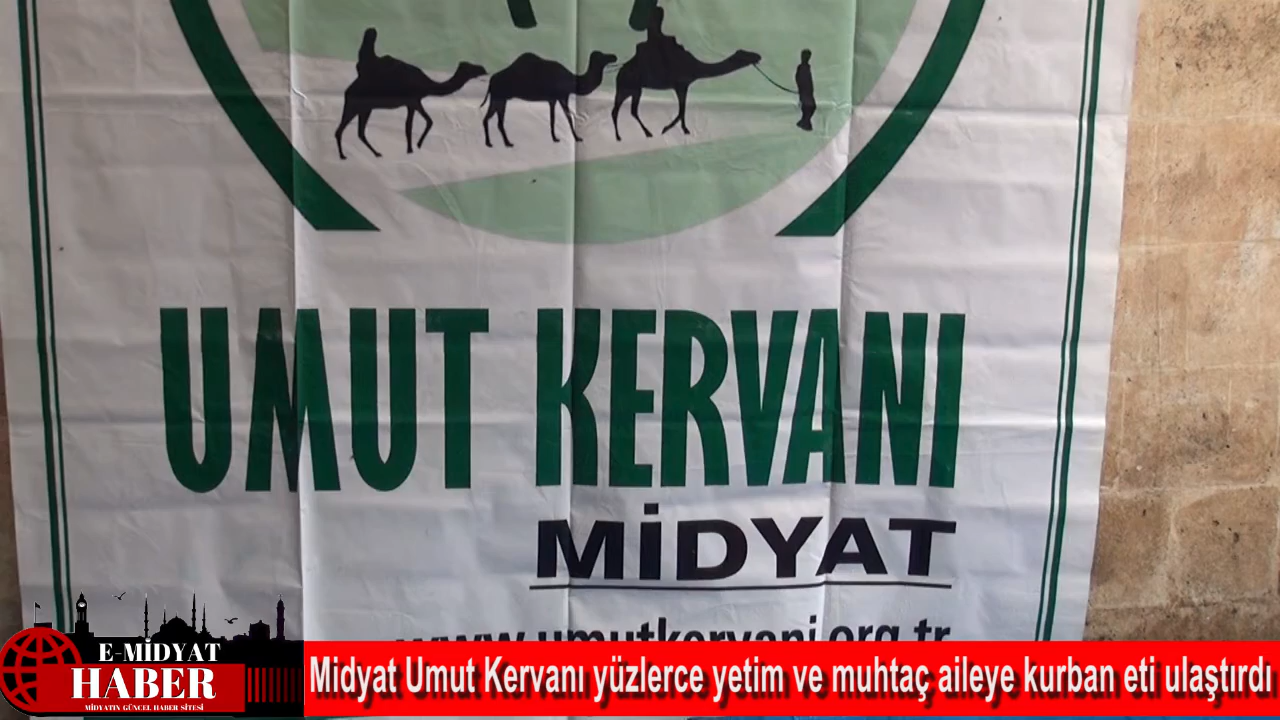 UMUT KERVANI
MİDYAT
www.umutkervani.org.tr
E-MİDYAT
HABER
MİDYATIN GÜNCEL HABER SİTESİ
Midyat Umut Kervanı yüzlerce yetim ve muhtaç aileye kurban eti ulaştırdı